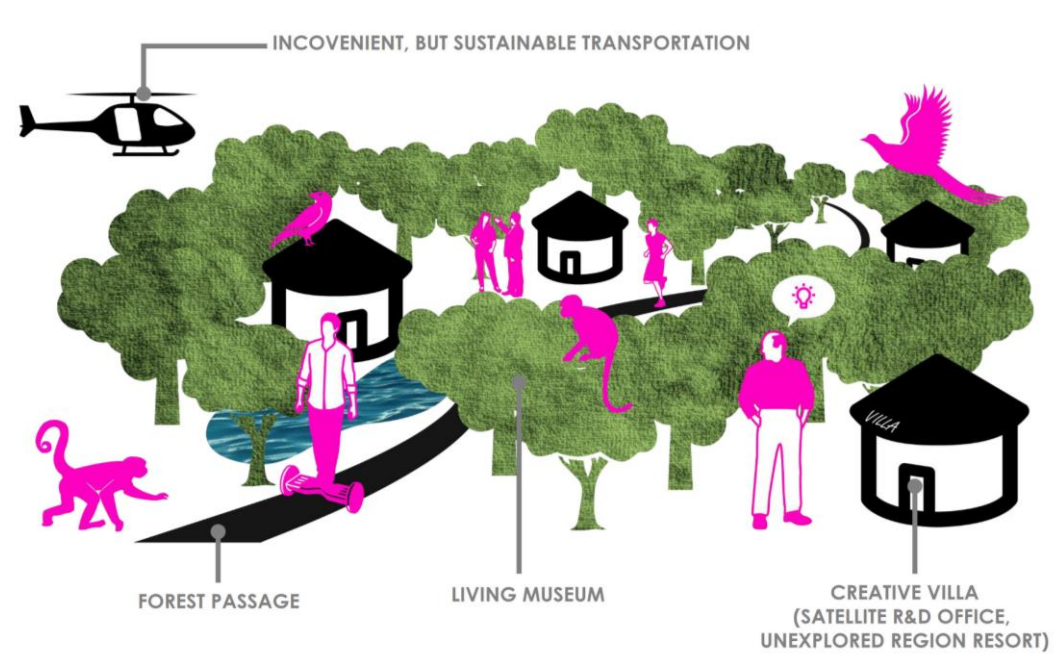 INCOVENIENT, BUT SUSTAINABLE TRANSPORTATION
VILLA
FOREST PASSAGE
LIVING MUSEUM
CREATIVE VILLA
(SATELLITE R&D OFFICE,
UNEXPLORED REGION RESORT)